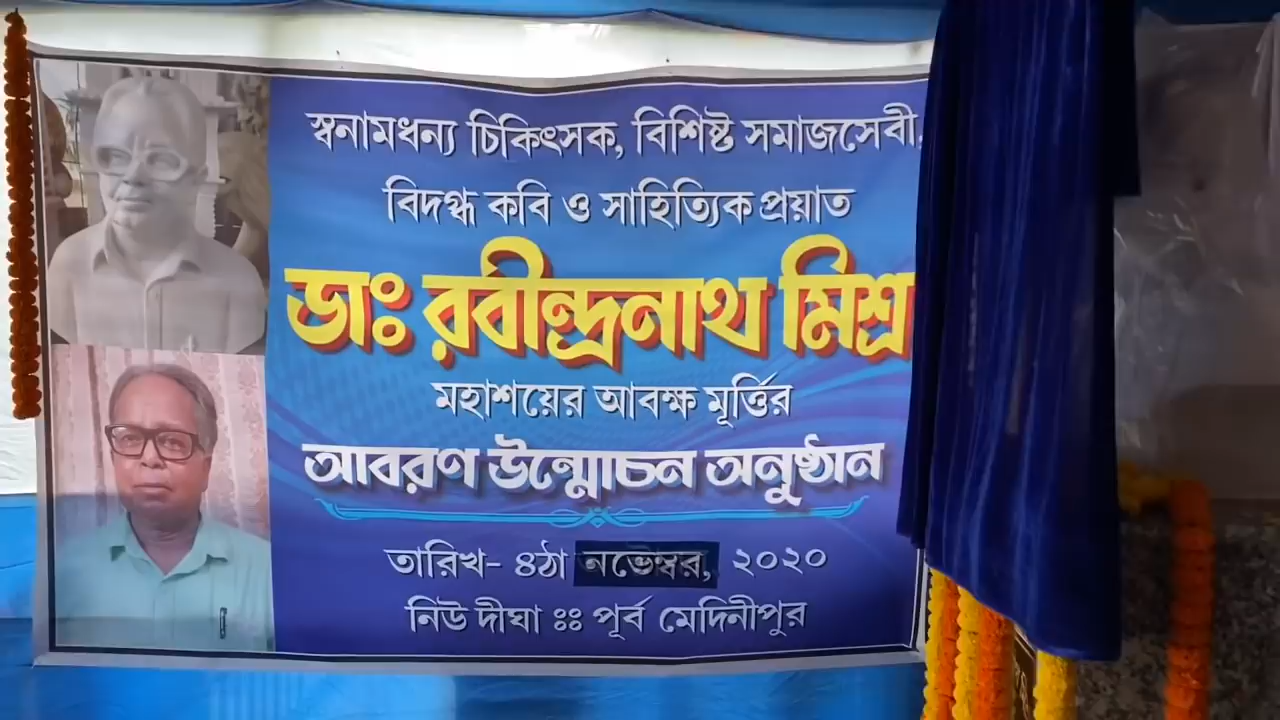 স্বনামধন্য চিকিৎসক, বিশিষ্ট সমাজসেবী,
বিদগ্ধ কবি ও সাহিত্যিক প্রয়াত
ডাঃ রবীন্দ্রনাথ মিশ্র
মহাশয়ের আবক্ষ মূর্ত্তির
আবরণ উন্মোচন অনুষ্ঠান
তারিখ- ৪ঠা নভেম্বর, ২০২০
নিউ দীঘা ঃঃ পূর্ব মেদিনীপুর